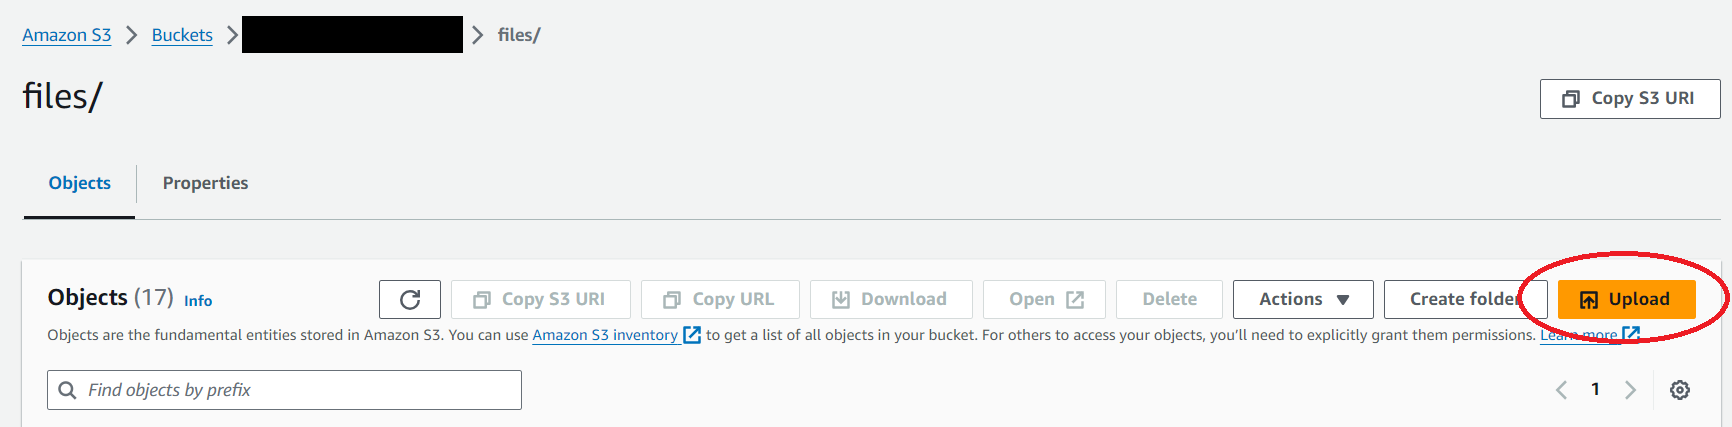 Amazon S3 > Buckets > > files/
files/
Copy S3 URI
Objects Properties
Objects (17) Info Copy S3 URI Copy URL Download Open Delete Actions Create folder Upload
Objects are the fundamental entities stored in Amazon S3. You can use Amazon S3 inventory to get a list of all objects in your bucket. For others to access your objects, you'll need to explicitly grant them permissions. Learn more
Find objects by prefix
1